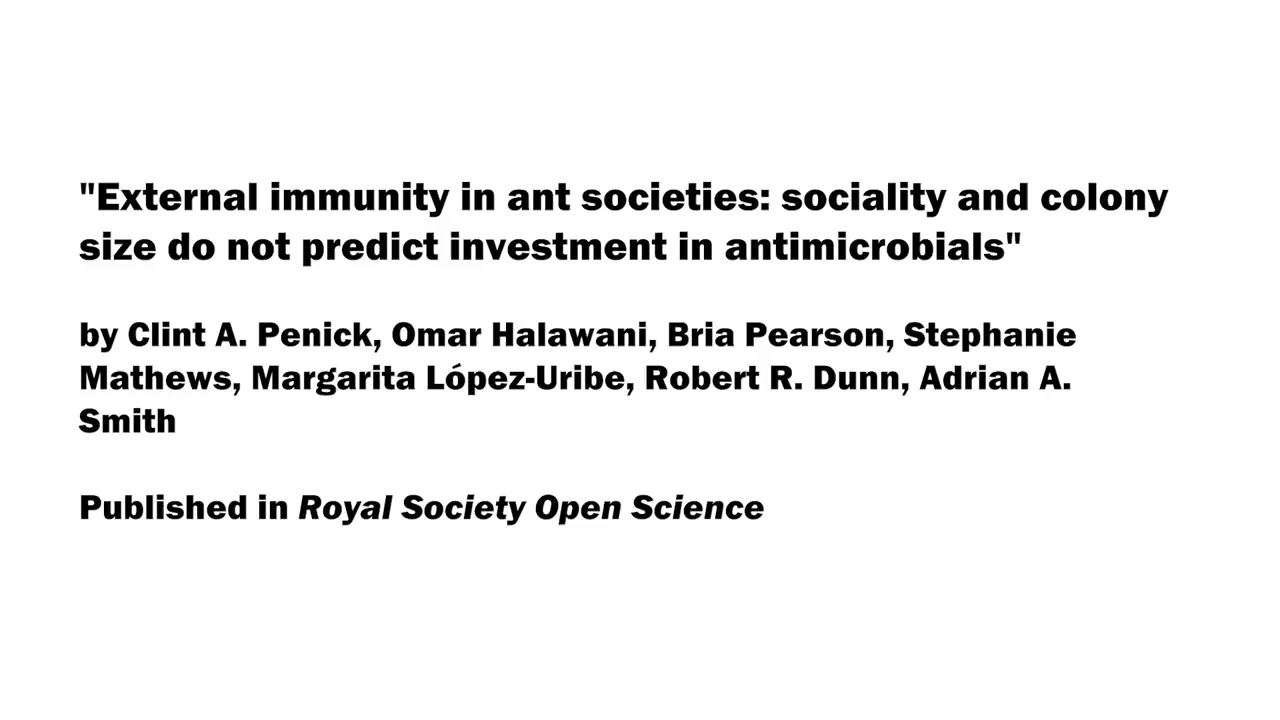 "External immunity in ant societies: sociality and colony
size do not predict investment in antimicrobials"
by Clint A. Penick, Omar Halawani, Bria Pearson, Stephanie
Mathews, Margarita López-Uribe, Robert R. Dunn, Adrian A.
Smith
Published in Royal Society Open Science